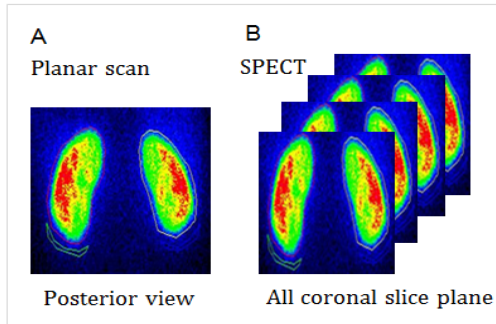 A
Planar scan
Posterior view
B
SPECT
All coronal slice plane